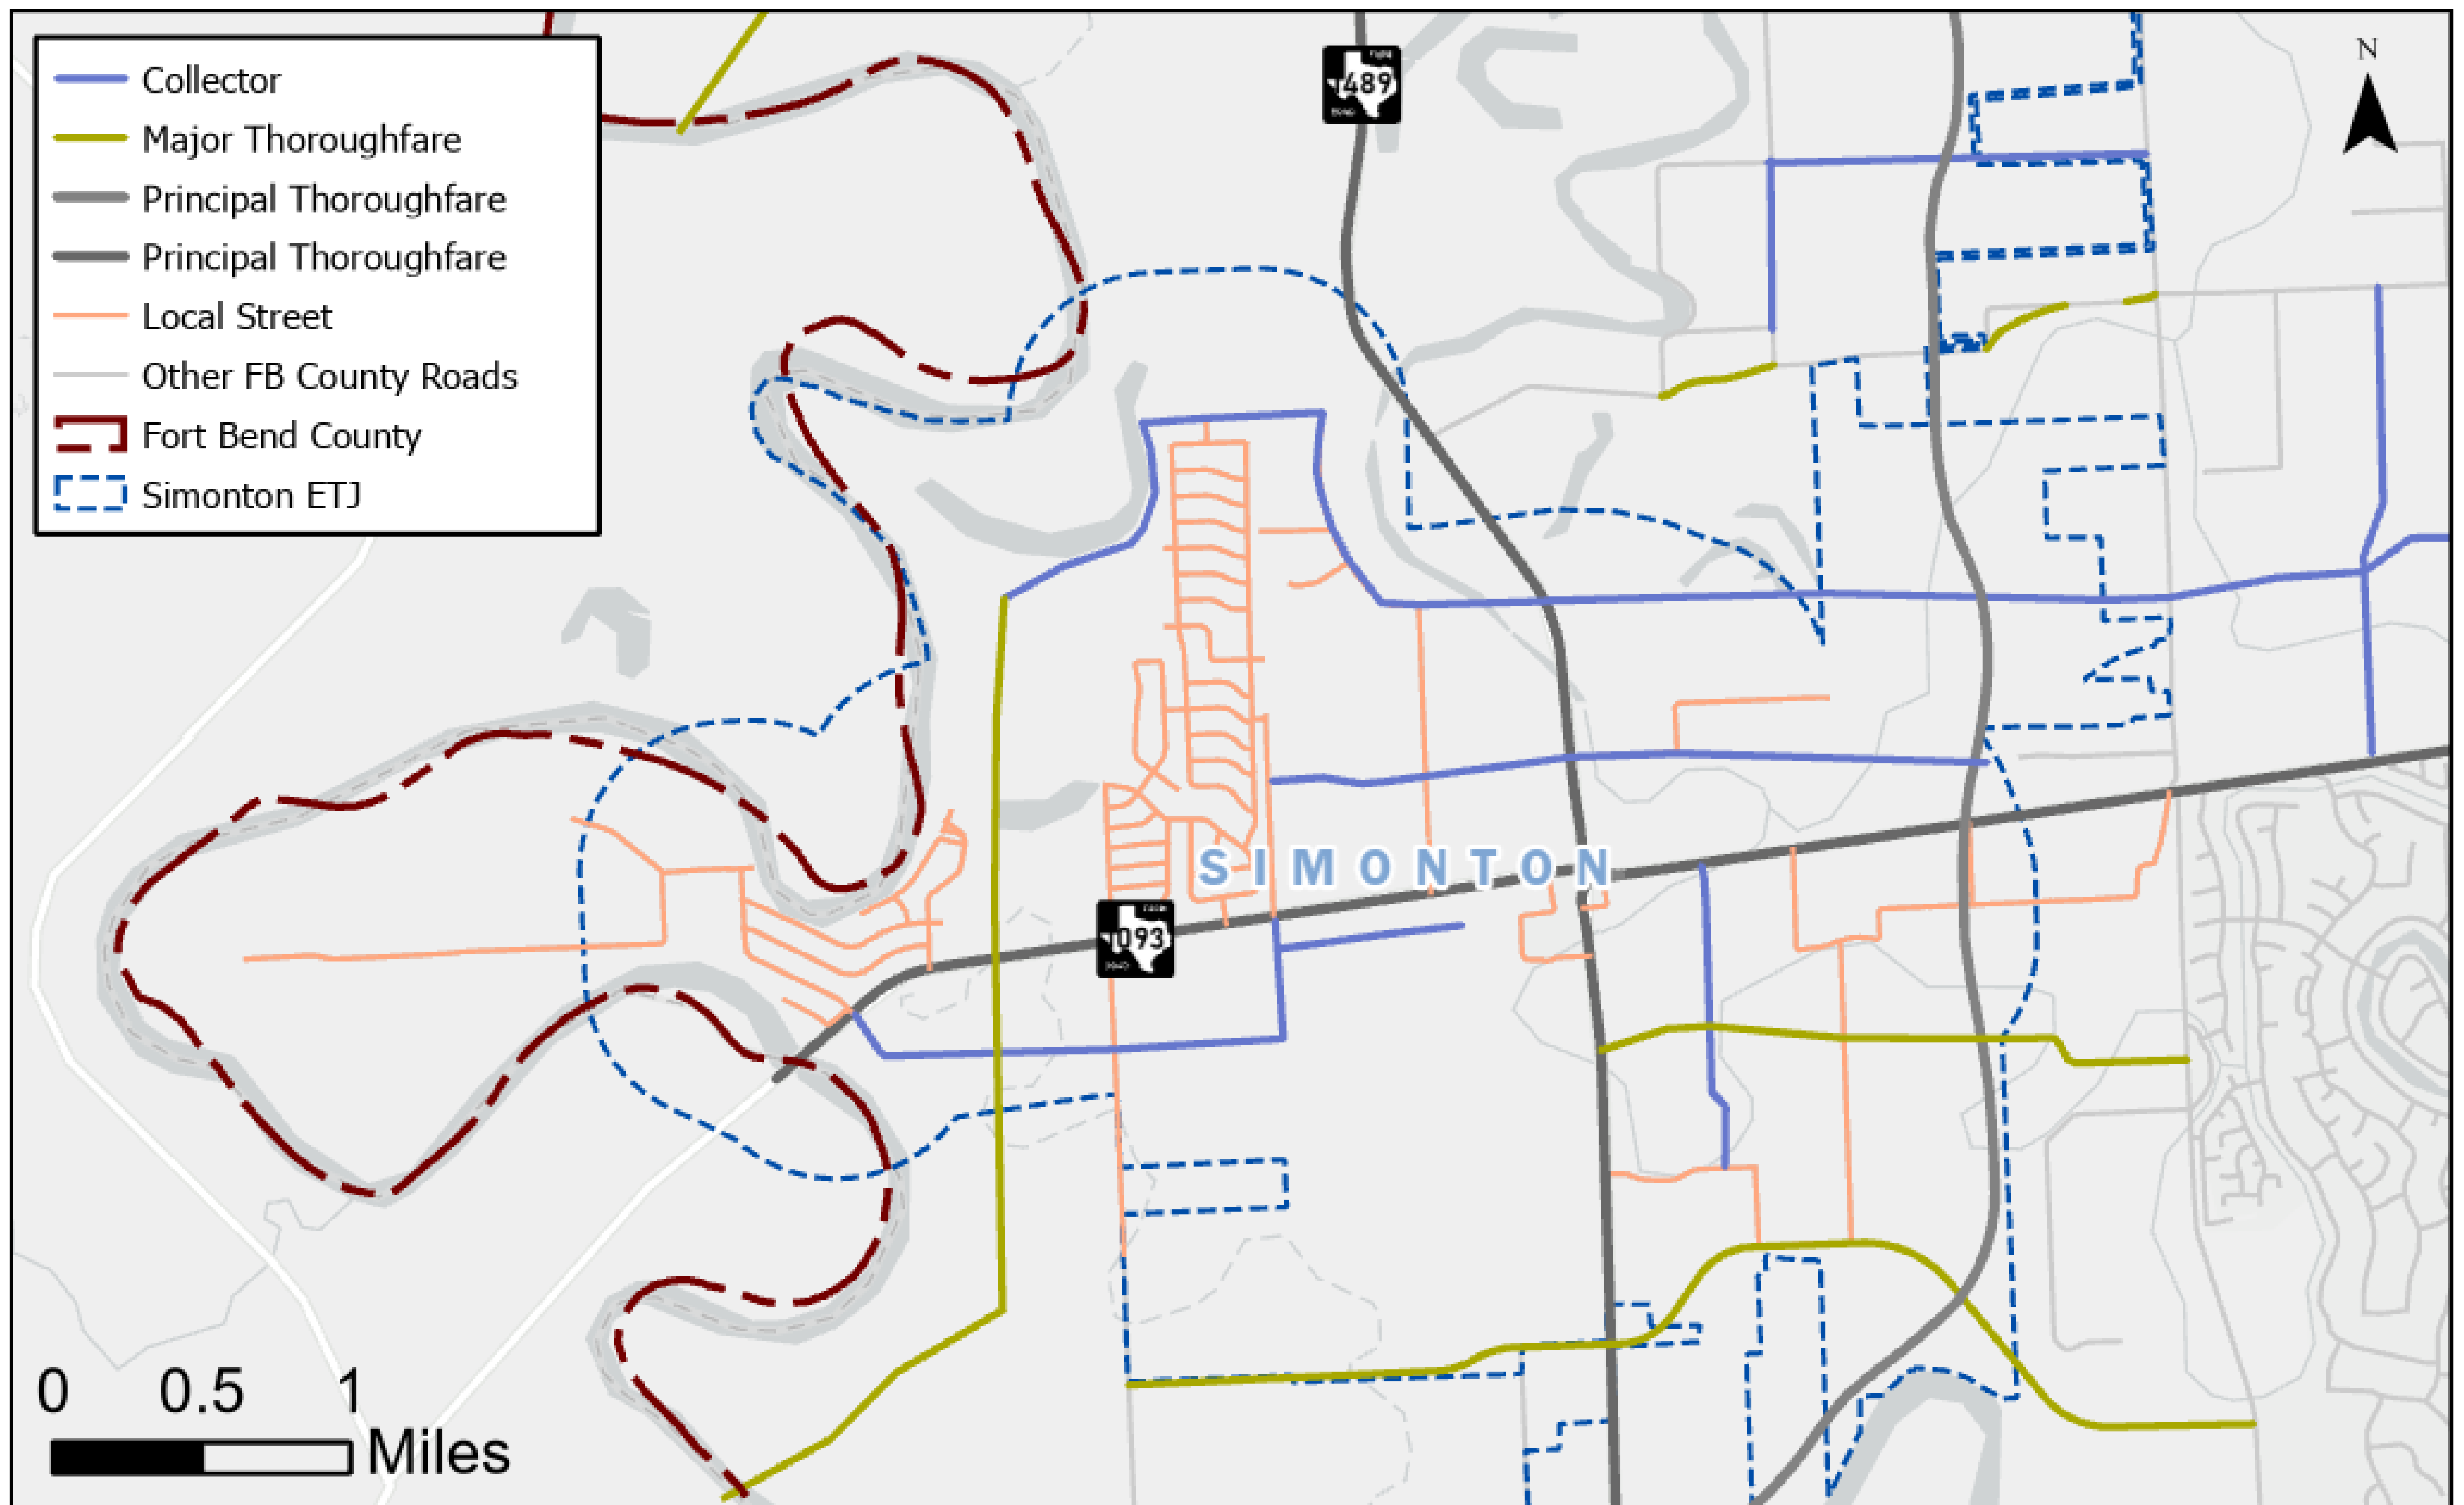 Collector
Major Thoroughfare
Principal Thoroughfare
Principal Thoroughfare
Local Street
Other FB County Roads
Fort Bend County
Simonton ETJ
1489
N
SIMONTON
1093
0 0.5 1
Miles